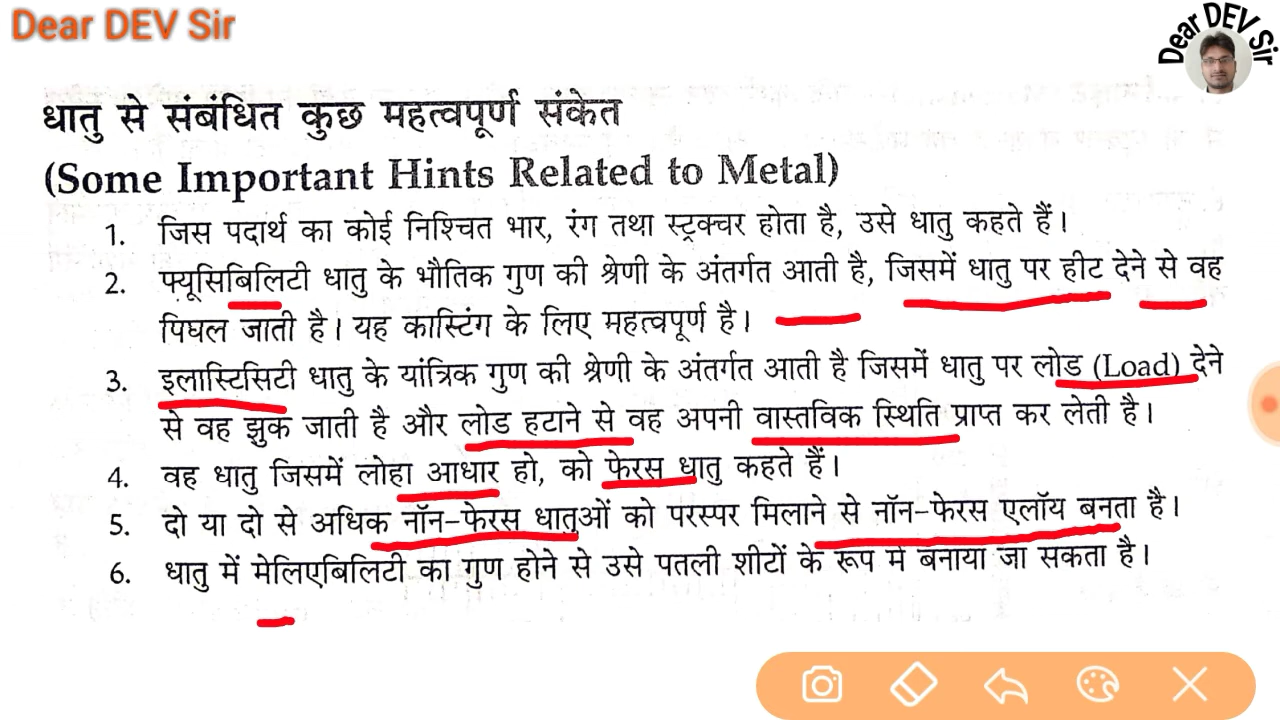 Dear DEV Sir
Dear DEV Sir
धातु से संबंधित कुछ महत्वपूर्ण संकेत
(Some Important Hints Related to Metal)
1. जिस पदार्थ का कोई निश्चित भार, रंग तथा स्ट्रक्चर होता है, उसे धातु कहते हैं।
2. फ्यूसिबिलिटी धातु के भौतिक गुण की श्रेणी के अंतर्गत आती है, जिसमें धातु पर हीट देने से वह
पिघल जाती है। यह कास्टिंग के लिए महत्वपूर्ण है।
3. इलास्टिसिटी धातु के यांत्रिक गुण की श्रेणी के अंतर्गत आती है जिसमें धातु पर लोड (Load) देने
से वह झुक जाती है और लोड हटाने से वह अपनी वास्तविक स्थिति प्राप्त कर लेती है।
4. वह धातु जिसमें लोहा आधार हो, को फेरस धातु कहते हैं।
5. दो या दो से अधिक नॉन-फेरस धातुओं को परस्पर मिलाने से नॉन-फेरस एलॉय बनता है।
6. धातु में मेलिएबिलिटी का गुण होने से उसे पतली शीटों के रूप में बनाया जा सकता है।